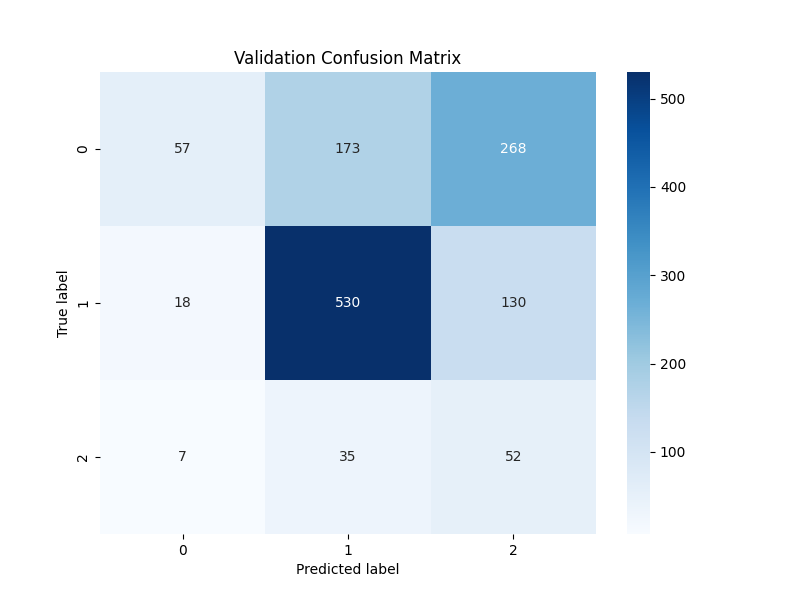 Validation Confusion Matrix
True label
0
57 173 268
1
18 530 130
2
7 35 52
0 1 2
Predicted label
500
400
300
200
100